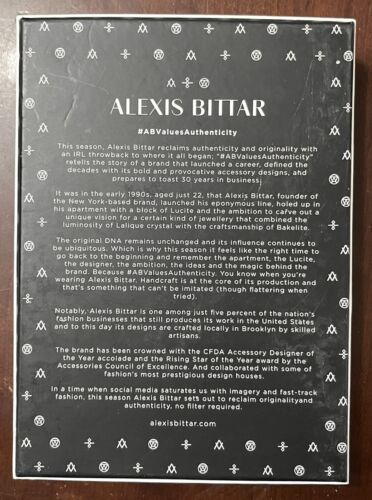 ALEXIS BITTAR
#ABValuesAuthenticity
This season, Alexis Bittar reclaims authenticity and originality with
an IRL throwback to where it all began; "#ABValuesAuthenticity"
retells the story of a brand that launched a career, defined the
decades with its bold and provocative accessory designs, and
prepares to toast 30 years in business.
It was in the early 1990s, aged just 22, that Alexis Bittar, founder of
the New York-based brand, launched his eponymous line, holed up in
his apartment with a block of Lucite and the ambition to carve out a
unique vision for a certain kind of jewellery that combined the
luminosity of Lalique crystal with the craftsmanship of Bakelite.
The original DNA remains unchanged and its influence continues to
be ubiquitous. Which is why this season it feels like the right time to
go back to the beginning and remember the apartment, the Lucite,
the designer, the ambition, the ideas and the magic behind the
brand. Because #ABValuesAuthenticity. You know when you're
wearing Alexis Bittar. Handcraft is at the core of its production and
that's something that can't be imitated (though flattering when
tried).
Notably, Alexis Bittar is one among just five percent of the nation's
fashion businesses that still produces its work in the United States
and to this day its designs are crafted locally in Brooklyn by skilled
artisans.
The brand has been crowned with the CFDA Accessory Designer of
the Year accolade and the Rising Star of the Year award by the
Accessories Council of Excellence. And collaborated with some of
fashion's most prestigious design houses.
In a time when social media saturates us with imagery and fast-track
fashion, this season Alexis Bittar sets out to reclaim originalityand
authenticity, no filter required.
alexisbittar.com